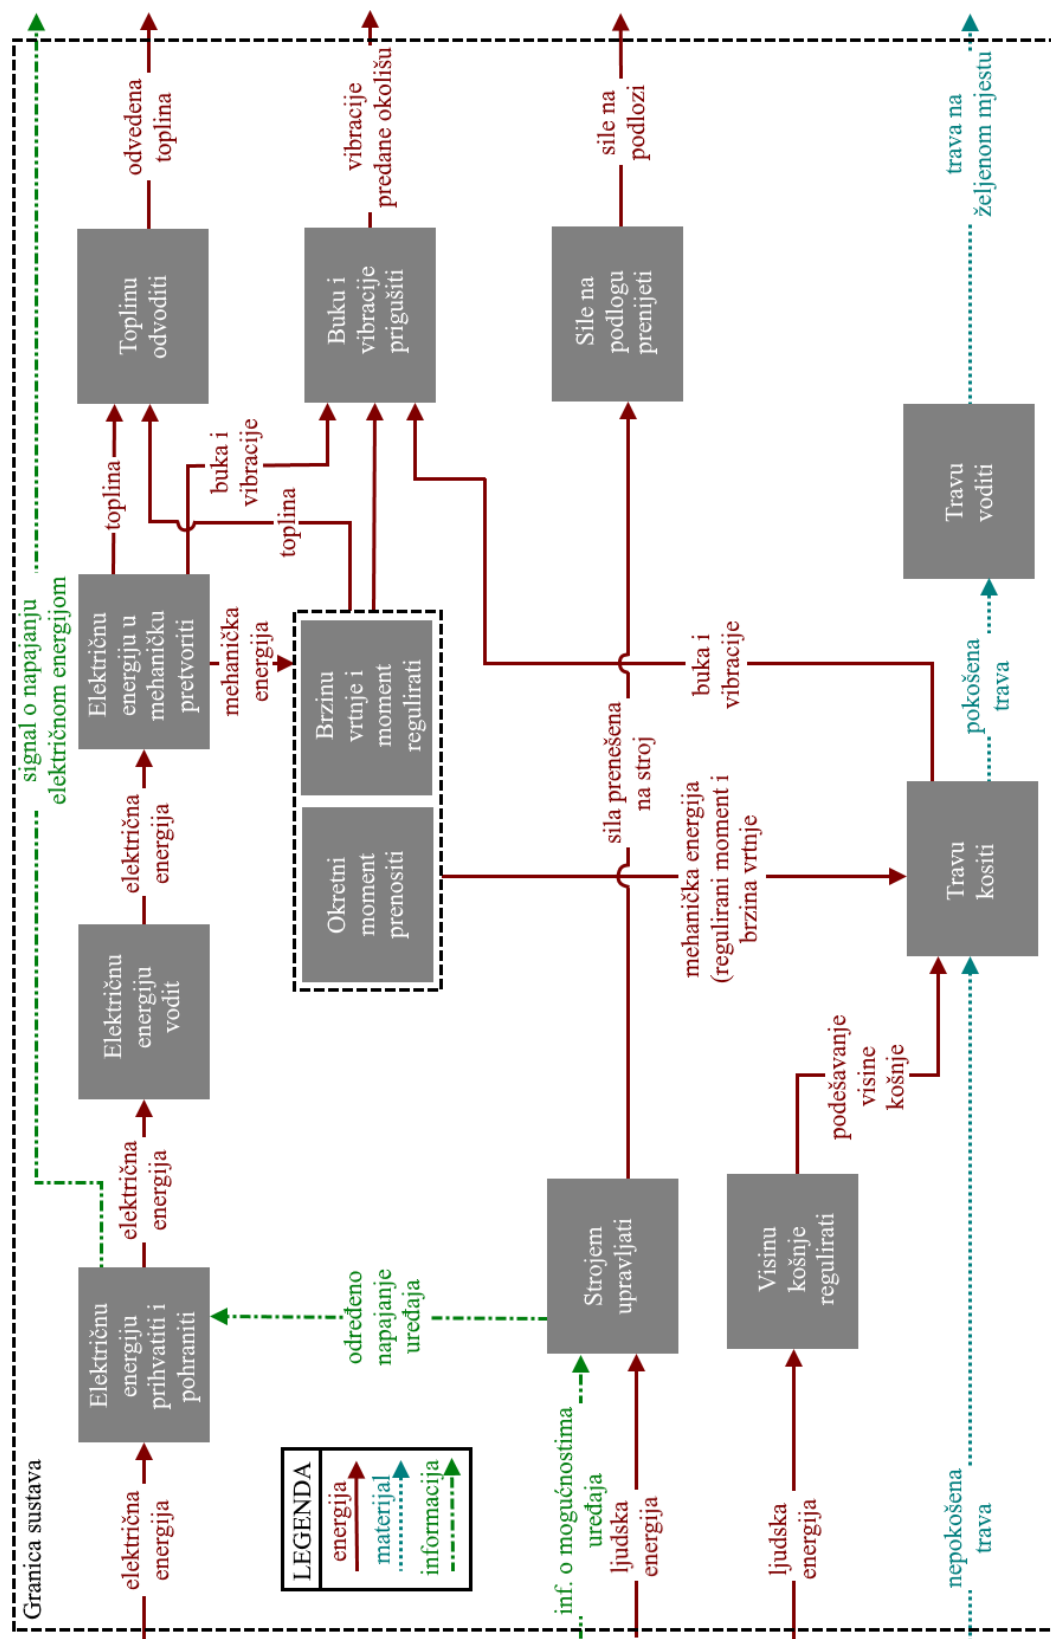 Granica sustava
signal o napajanju
električnom energijom
električna
energija
Električnu
energiju
prihvatiti i
pohraniti
električna
energija
Električnu
energiju
vodit
električna
energija
Električnu
energiju u
mehaničku
pretvoriti
toplina
Toplinu
odvoditi
odvedena
toplina
buka i
vibracije
mehanička
energija
toplina
Okretni
moment
prenositi
Brzinu
vrtnje i
moment
regulirati
Buku i
vibracije
prigušiti
vibracije
predane okolišu
LEGENDA
energija
materijal
informacija
određeno
napajanje
uređaja
inf. o mogućnostima
uređaja
ljudska
energija
Strojem
upravljati
sila prenešena
na stroj
Sile na
podlogu
prenijeti
sile na
podlozi
mehanička energija
(regulirani moment i
brzina vrtnje
buka i
vibracije
ljudska
energija
Visinu
košnje
regulirati
podešavanje
visine
košnje
nepokošena
trava
Travu
kositi
pokošena
trava
Travu
voditi
trava na
željenom mjestu